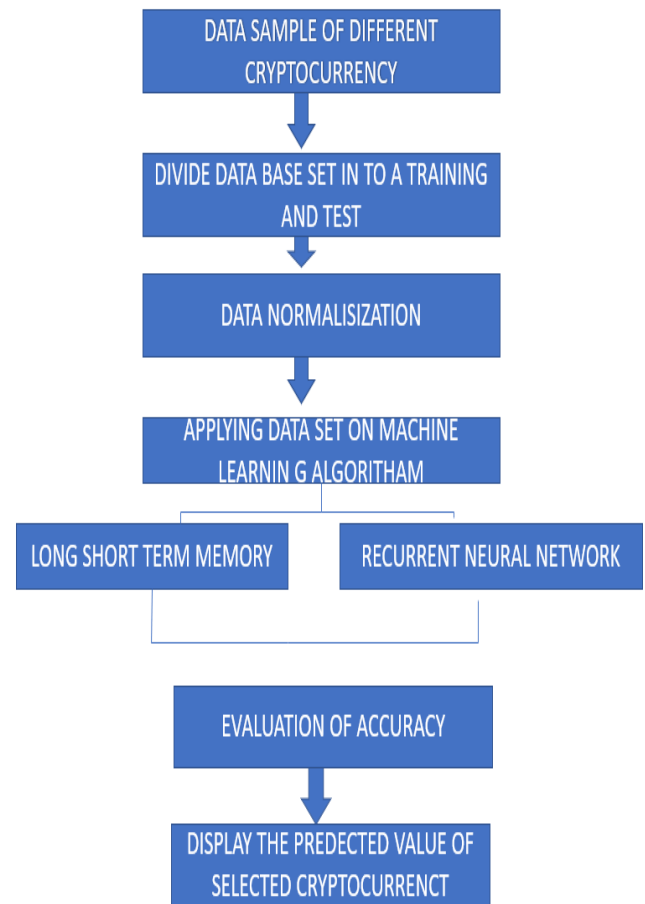 DATA SAMPLE OF DIFFERENT
CRYPTOCURRENCY
DIVIDE DATA BASE SET IN TO A TRAINING
AND TEST
DATA NORMALISIZATION
APPLYING DATA SET ON MACHINE
LEARNIN G ALGORITHAM
LONG SHORT TERM MEMORY
RECURRENT NEURAL NETWORK
EVALUATION OF ACCURACY
DISPLAY THE PREDECTED VALUE OF
SELECTED CRYPTOCURRENCT